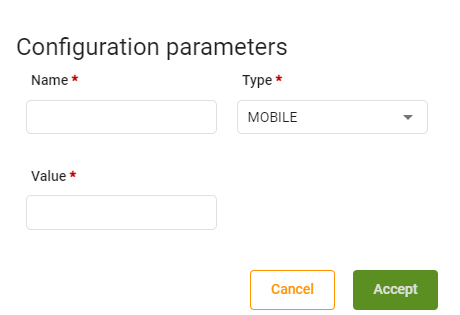 Configuration parameters
Name * Type *
MOBILE
Value *
Cancel Accept